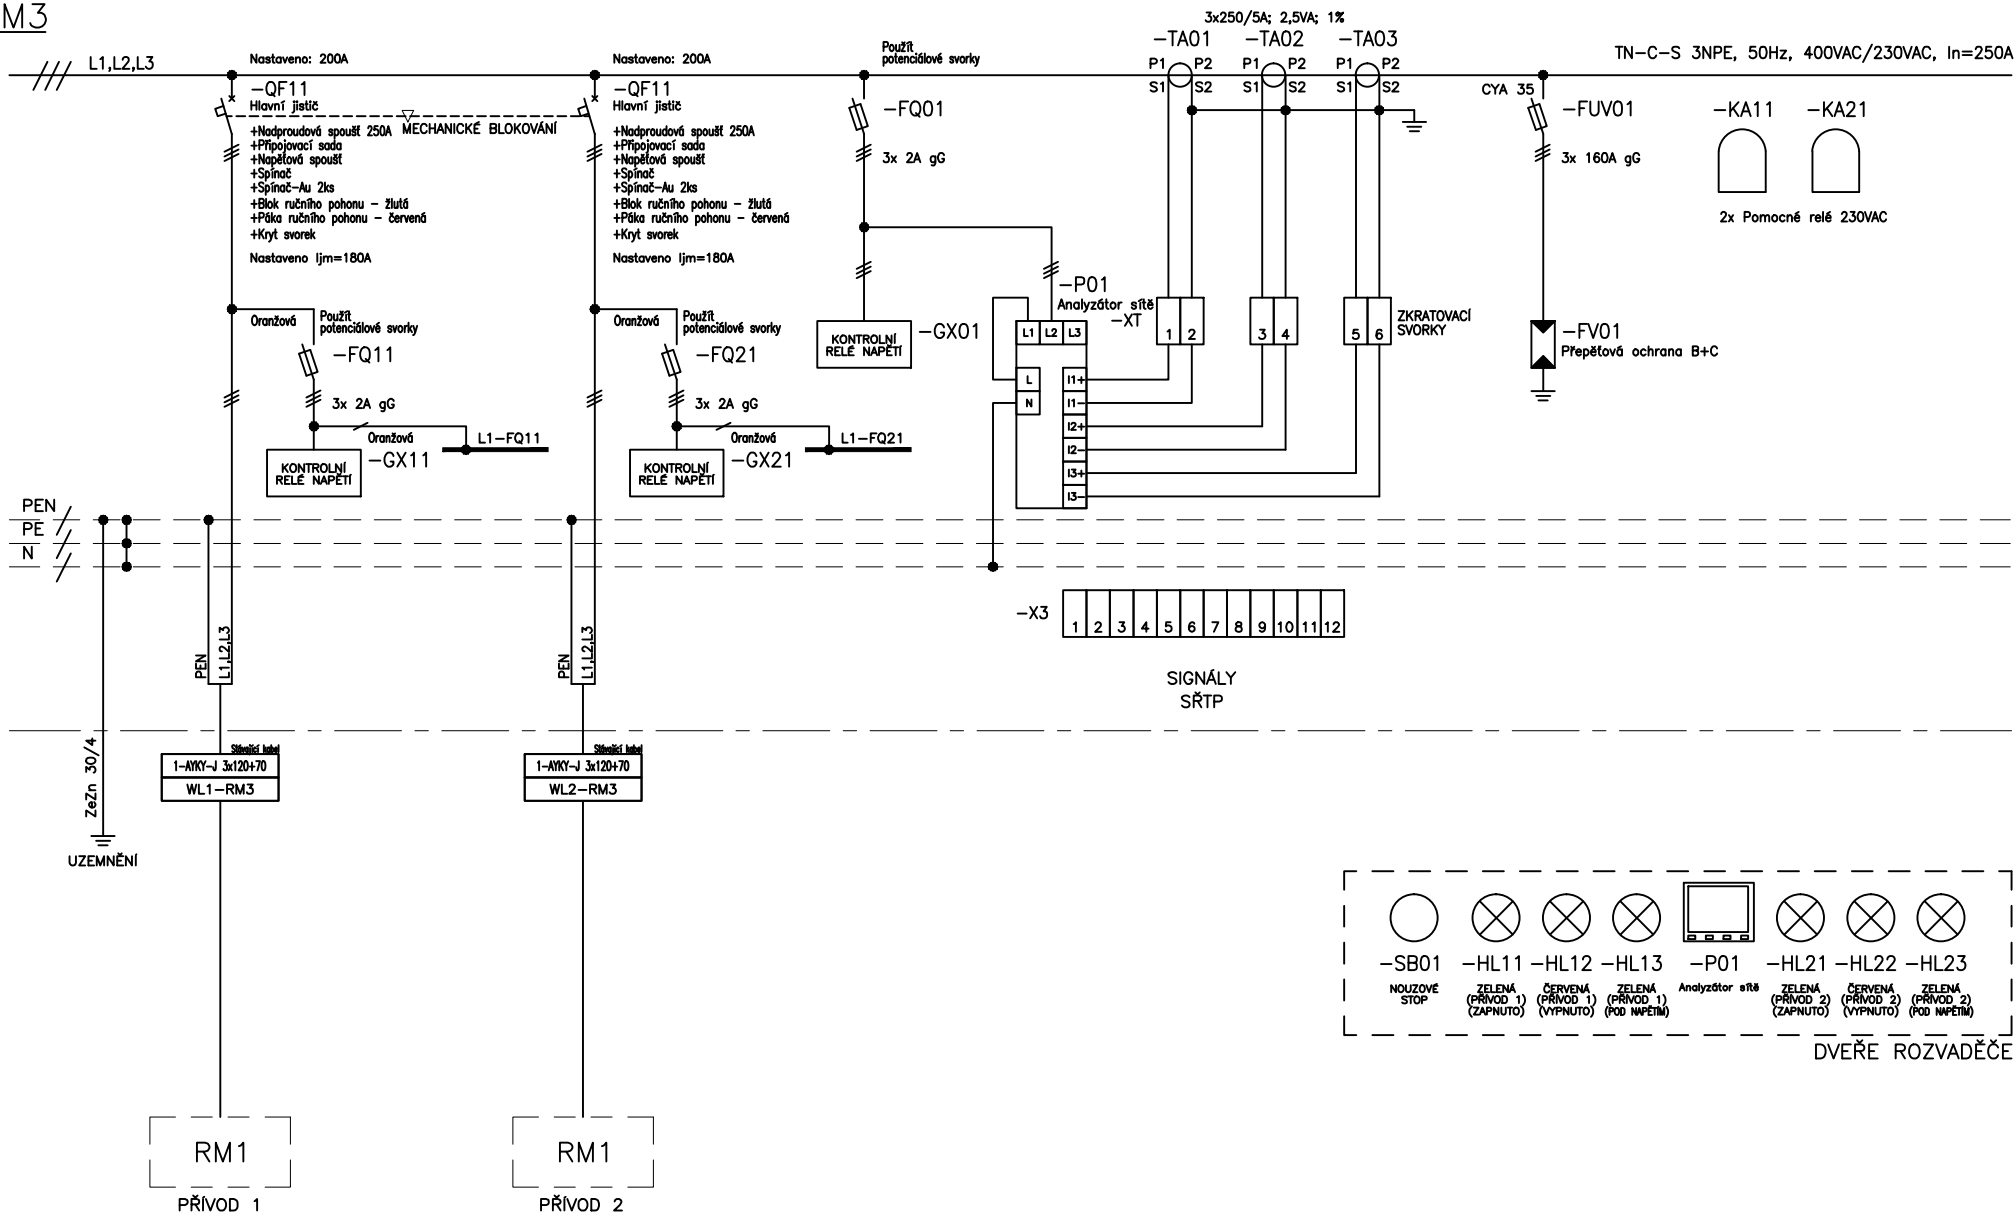 M3
L1,L2,L3
Nastaveno: 200A
-QF11
Hlavní jistič
MECHANICKÉ BLOKOVÁNÍ
+Nadproudová spoušť 250A
+Připojovací sada
+Napěťová spoušť
+Spínač
+Spínač-Au 2ks
+Blok ručního pohonu - žlutá
+Páka ručního pohonu - červená
+Kryt svorek
Nastaveno Ijm=180A
Oranžová
Použít
potenciálové svorky
-FQ11
3x 2A gG
Oranžová
L1-FQ11
-GX11
KONTROLNÍ
RELÉ NAPĚTÍ
Nastaveno: 200A
-QF11
Hlavní jistič
+Nadproudová spoušť 250A
+Připojovací sada
+Napěťová spoušť
+Spínač
+Spínač-Au 2ks
+Blok ručního pohonu - žlutá
+Páka ručního pohonu - červená
+Kryt svorek
Nastaveno Ijm=180A
Oranžová
Použít
potenciálové svorky
-FQ21
3x 2A gG
Oranžová
L1-FQ21
-GX21
KONTROLNÍ
RELÉ NAPĚTÍ
Použít
potenciálové svorky
-FQ01
3x 2A gG
-GX01
KONTROLNÍ
RELÉ NAPĚTÍ
-P01
Analyzátor sítě
L1 L2 L3
L
N
I1+
I1-
I2+
I2-
I3+
I3-
3x250/5A; 2,5VA; 1%
-TA01 -TA02 -TA03
P1 P2 P1 P2 P1 P2
S1 S2 S1 S2 S1 S2
-XT
1 2 3 4 5 6
ZKRATOVACÍ
SVORKY
TN-C-S 3NPE, 50Hz, 400VAC/230VAC, In=250A
CYA 35
-FUV01
3x 160A gG
-FV01
Přepěťová ochrana B+C
-KA11 -KA21
2x Pomocné relé 230VAC
PEN
PE
N
PEN
L1,L2,L3
PEN
L1,L2,L3
-X3
1 2 3 4 5 6 7 8 9 10 11 12
SIGNÁLY
SŘTP
ZeZn 30/4
UZEMNĚNÍ
Stávající kabel
1-AYKY-J 3x120+70
WL1-RM3
Stávající kabel
1-AYKY-J 3x120+70
WL2-RM3
-SB01
NOUZOVÉ
STOP
-HL11
ZELENÁ
(PŘÍVOD 1)
(ZAPNUTO)
-HL12
ČERVENÁ
(PŘÍVOD 1)
(VYPNUTO)
-HL13
ZELENÁ
(PŘÍVOD 1)
(POD NAPĚTÍM)
-P01
Analyzátor sítě
-HL21
ZELENÁ
(PŘÍVOD 2)
(ZAPNUTO)
-HL22
ČERVENÁ
(PŘÍVOD 2)
(VYPNUTO)
-HL23
ZELENÁ
(PŘÍVOD 2)
(POD NAPĚTÍM)
DVEŘE ROZVADĚČE
RM1
PŘÍVOD 1
RM1
PŘÍVOD 2